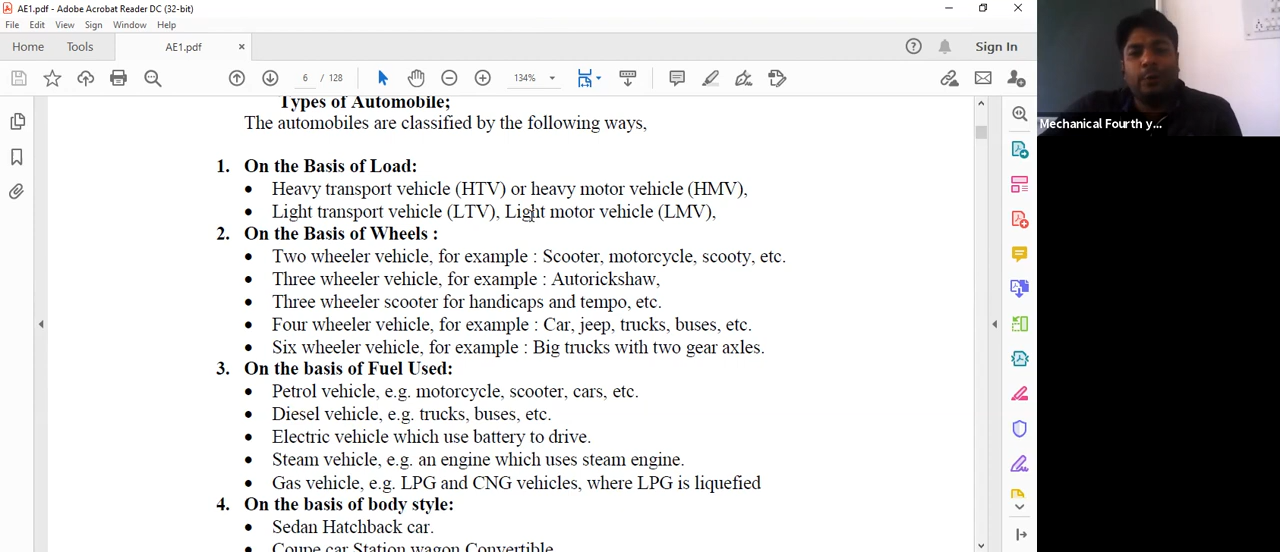 AE1.pdf - Adobe Acrobat Reader DC (32-bit)
File Edit View Sign Window Help
Home Tools AE1.pdf × Sign In
6 / 128 134%
Mechanical Fourth y...
Types of Automobile;
The automobiles are classified by the following ways,
1. On the Basis of Load:
• Heavy transport vehicle (HTV) or heavy motor vehicle (HMV),
• Light transport vehicle (LTV), Light motor vehicle (LMV),
2. On the Basis of Wheels :
• Two wheeler vehicle, for example : Scooter, motorcycle, scooty, etc.
• Three wheeler vehicle, for example : Autorickshaw,
• Three wheeler scooter for handicaps and tempo, etc.
• Four wheeler vehicle, for example : Car, jeep, trucks, buses, etc.
• Six wheeler vehicle, for example : Big trucks with two gear axles.
3. On the basis of Fuel Used:
• Petrol vehicle, e.g. motorcycle, scooter, cars, etc.
• Diesel vehicle, e.g. trucks, buses, etc.
• Electric vehicle which use battery to drive.
• Steam vehicle, e.g. an engine which uses steam engine.
• Gas vehicle, e.g. LPG and CNG vehicles, where LPG is liquefied
4. On the basis of body style:
• Sedan Hatchback car.
• Coupe car Station wagon Convertible